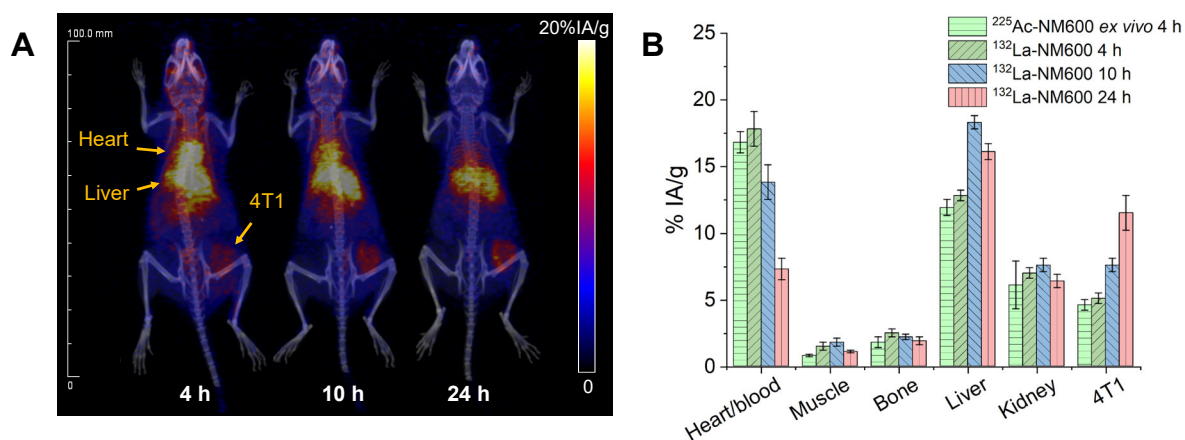 A
100.0 mm
20%IA/g
Heart
Liver
4T1
0
0
4 h
10 h
24 h
B
% IA/g
25
20
15
10
5
0
²²⁵Ac-NM600 ex vivo 4 h
¹³²La-NM600 4 h
¹³²La-NM600 10 h
¹³²La-NM600 24 h
Heart/blood
Muscle
Bone
Liver
Kidney
4T1